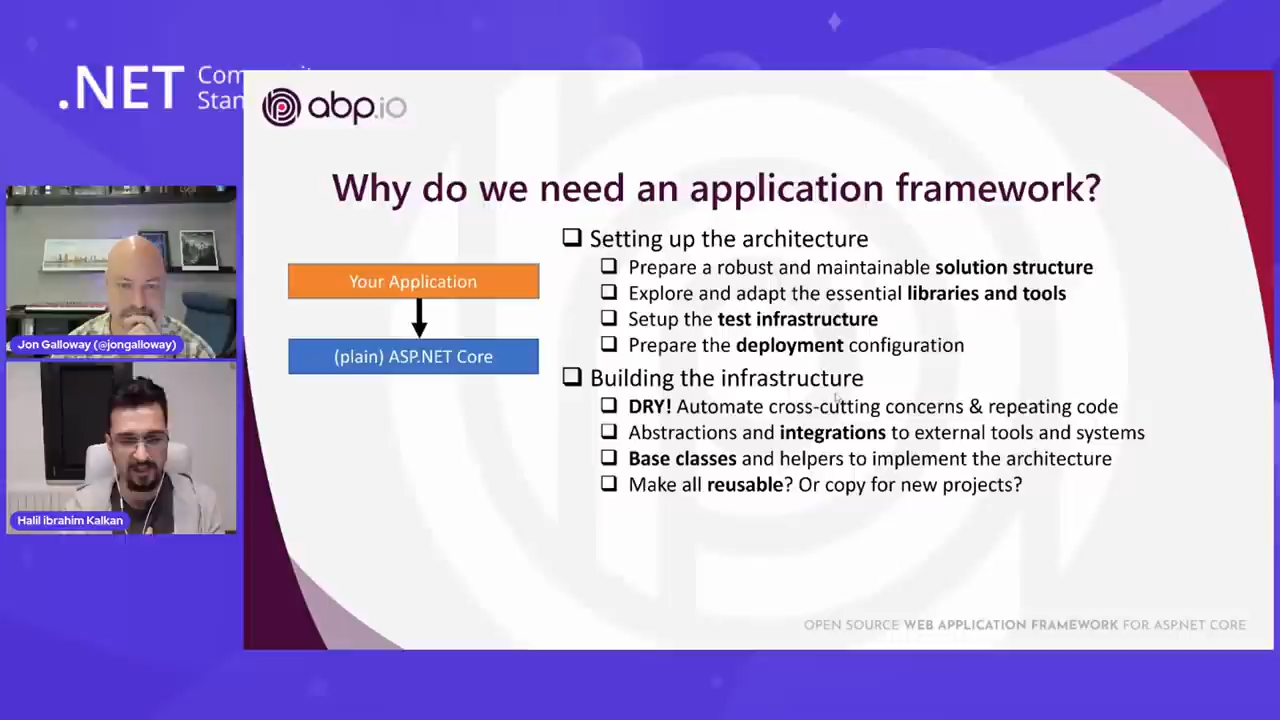 .NET
abp.io
Why do we need an application framework?
Your Application
(plain) ASP.NET Core
Setting up the architecture
Prepare a robust and maintainable solution structure
Explore and adapt the essential libraries and tools
Setup the test infrastructure
Prepare the deployment configuration
Building the infrastructure
DRY! Automate cross-cutting concerns & repeating code
Abstractions and integrations to external tools and systems
Base classes and helpers to implement the architecture
Make all reusable? Or copy for new projects?
Jon Galloway (@jongalloway)
Halil ibrahim Kalkan
OPEN SOURCE WEB APPLICATION FRAMEWORK FOR ASP.NET CORE